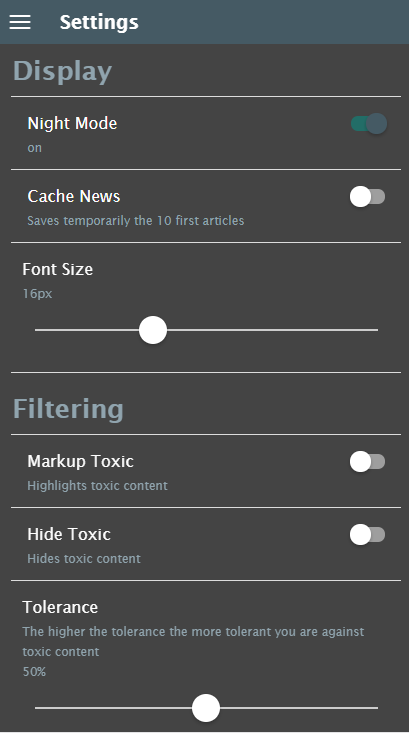 Settings
Display
Night Mode
on
Cache News
Saves temporarily the 10 first articles
Font Size
16px
Filtering
Markup Toxic
Highlights toxic content
Hide Toxic
Hides toxic content
Tolerance
The higher the tolerance the more tolerant you are against
toxic content
50%